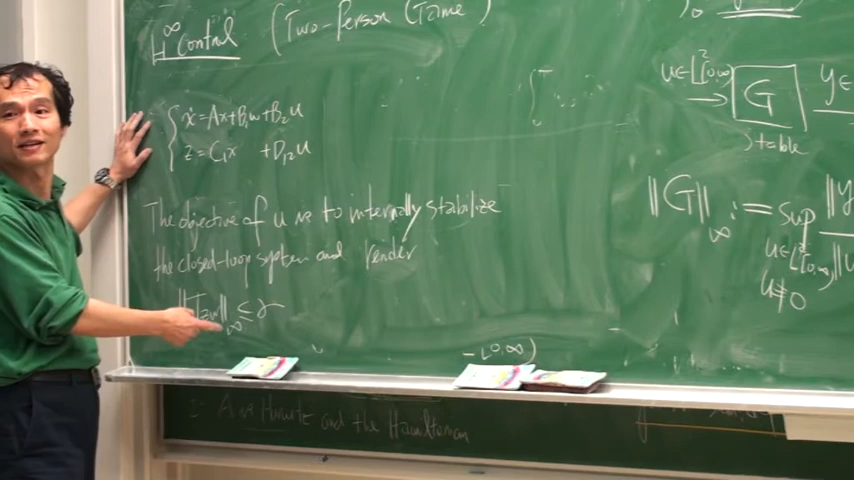 H^∞ Control (Two-Person Game)
ẋ = Ax + B₁w + B₂u
z = C₁x + D₁₂u
The objective of u is to internally stabilize
the closed-loop system and render
‖T_zw‖_∞ ≤ γ
u∈L²[0,∞) G y∈
stable
‖G‖_∞ := sup ‖y
u∈L²[0,∞) ‖u
u≠0
[0,∞)
A is Hurwitz and the Hamiltonian